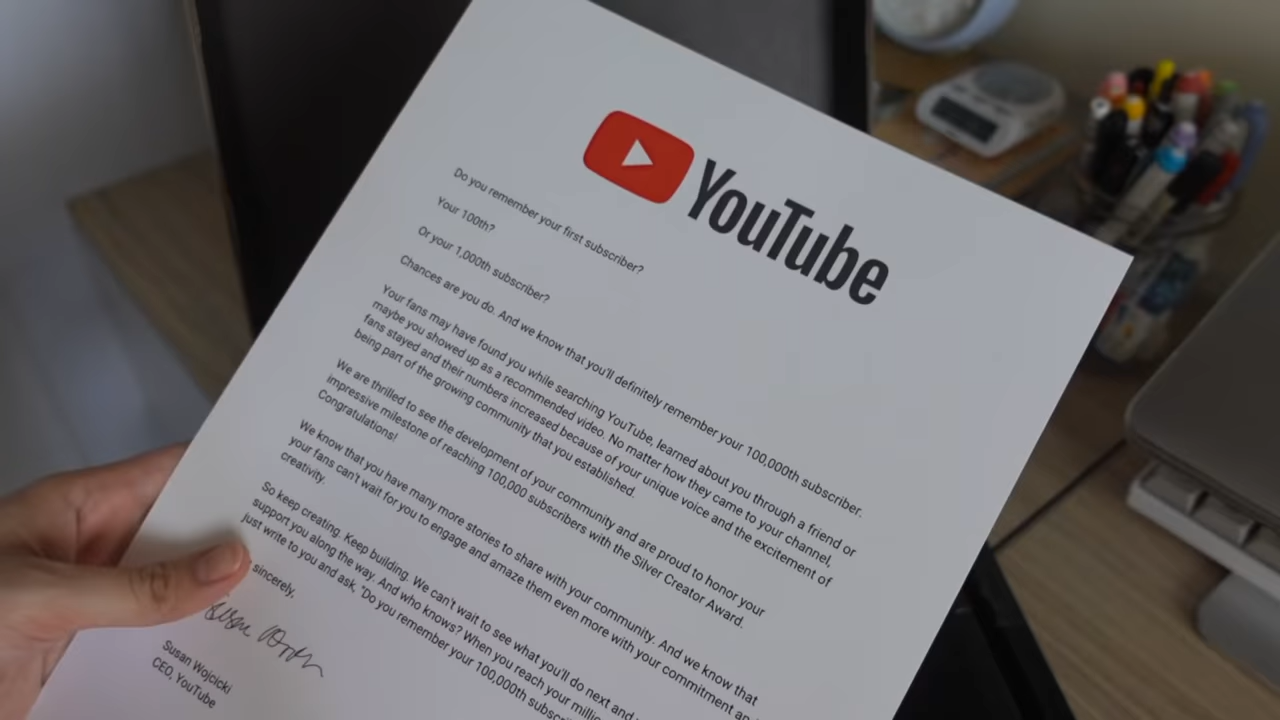 YouTube
Do you remember your first subscriber?
Your 100th?
Or your 1,000th subscriber?
Chances are you do. And we know that you'll definitely remember your 100,000th subscriber.
Your fans may have found you while searching YouTube, learned about you through a friend or
maybe you showed up as a recommended video. No matter how they came to your channel,
fans stayed and their numbers increased because of your unique voice and the excitement of
being part of the growing community that you established.
We are thrilled to see the development of your community and are proud to honor your
impressive milestone of reaching 100,000 subscribers with the Silver Creator Award.
Congratulations!
We know that you have many more stories to share with your community. And we know that
your fans can't wait for you to engage and amaze them even more with your commitment
creativity.
So keep creating. Keep building. We can't wait to see what you'll do next and
support you along the way. And who knows? When you reach your
just write to you and ask, "Do you remember your 100,000th
sincerely,
Susan Wojcicki
CEO, YouTube